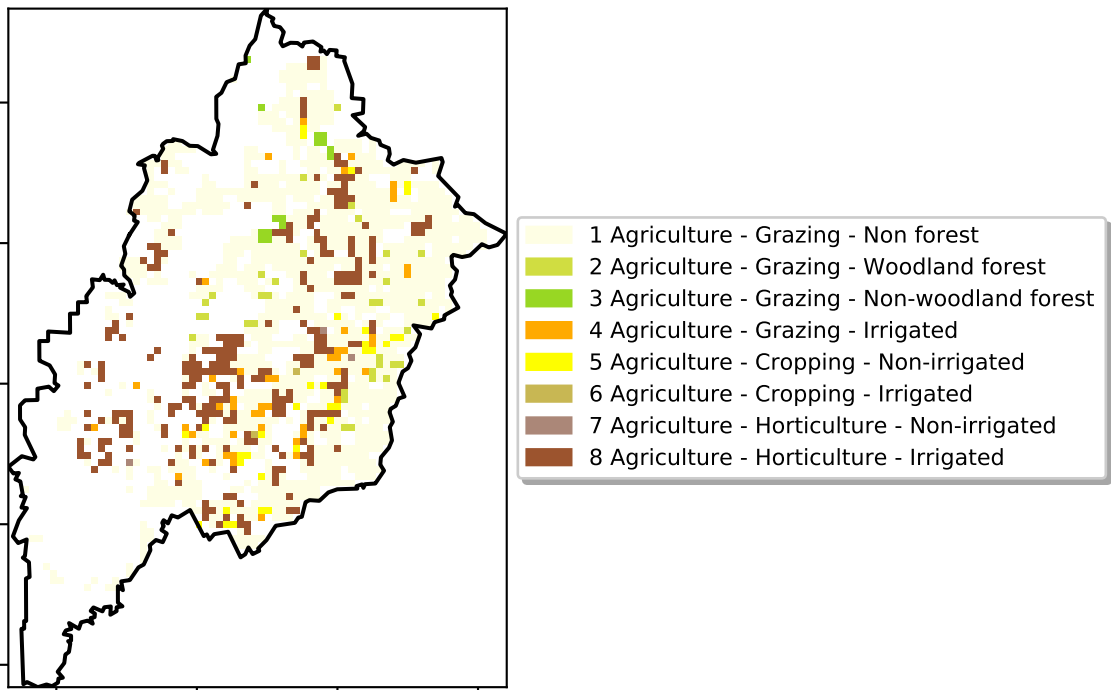 1 Agriculture - Grazing - Non forest
2 Agriculture - Grazing - Woodland forest
3 Agriculture - Grazing - Non-woodland forest
4 Agriculture - Grazing - Irrigated
5 Agriculture - Cropping - Non-irrigated
6 Agriculture - Cropping - Irrigated
7 Agriculture - Horticulture - Non-irrigated
8 Agriculture - Horticulture - Irrigated